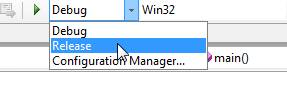 Debug Win32
Debug
Release
Configuration Manager...
main()